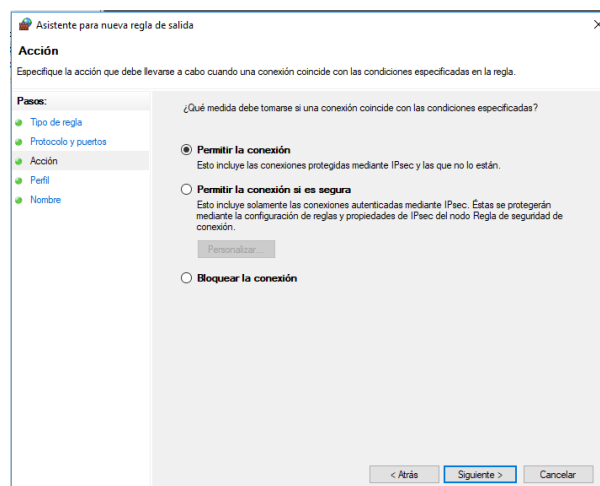 Asistente para nueva regla de salida
Acción
Especifique la acción que debe llevarse a cabo cuando una conexión coincide con las condiciones especificadas en la regla.
Pasos:
Tipo de regla
Protocolo y puertos
Acción
Perfil
Nombre
¿Qué medida debe tomarse si una conexión coincide con las condiciones especificadas?
Permitir la conexión
Esto incluye las conexiones protegidas mediante IPsec y las que no lo están.
Permitir la conexión si es segura
Esto incluye solamente las conexiones autenticadas mediante IPsec. Éstas se protegerán
mediante la configuración de reglas y propiedades de IPsec del nodo Regla de seguridad de
conexión.
Personalizar...
Bloquear la conexión
< Atrás
Siguiente >
Cancelar